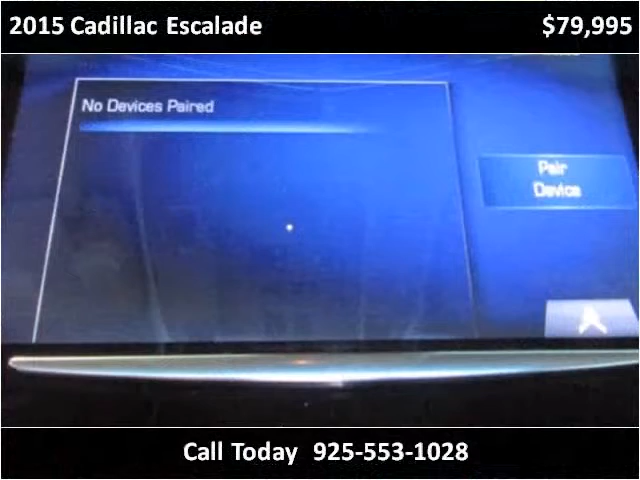 2015 Cadillac Escalade $79,995
No Devices Paired
Pair
Device
Call Today 925-553-1028